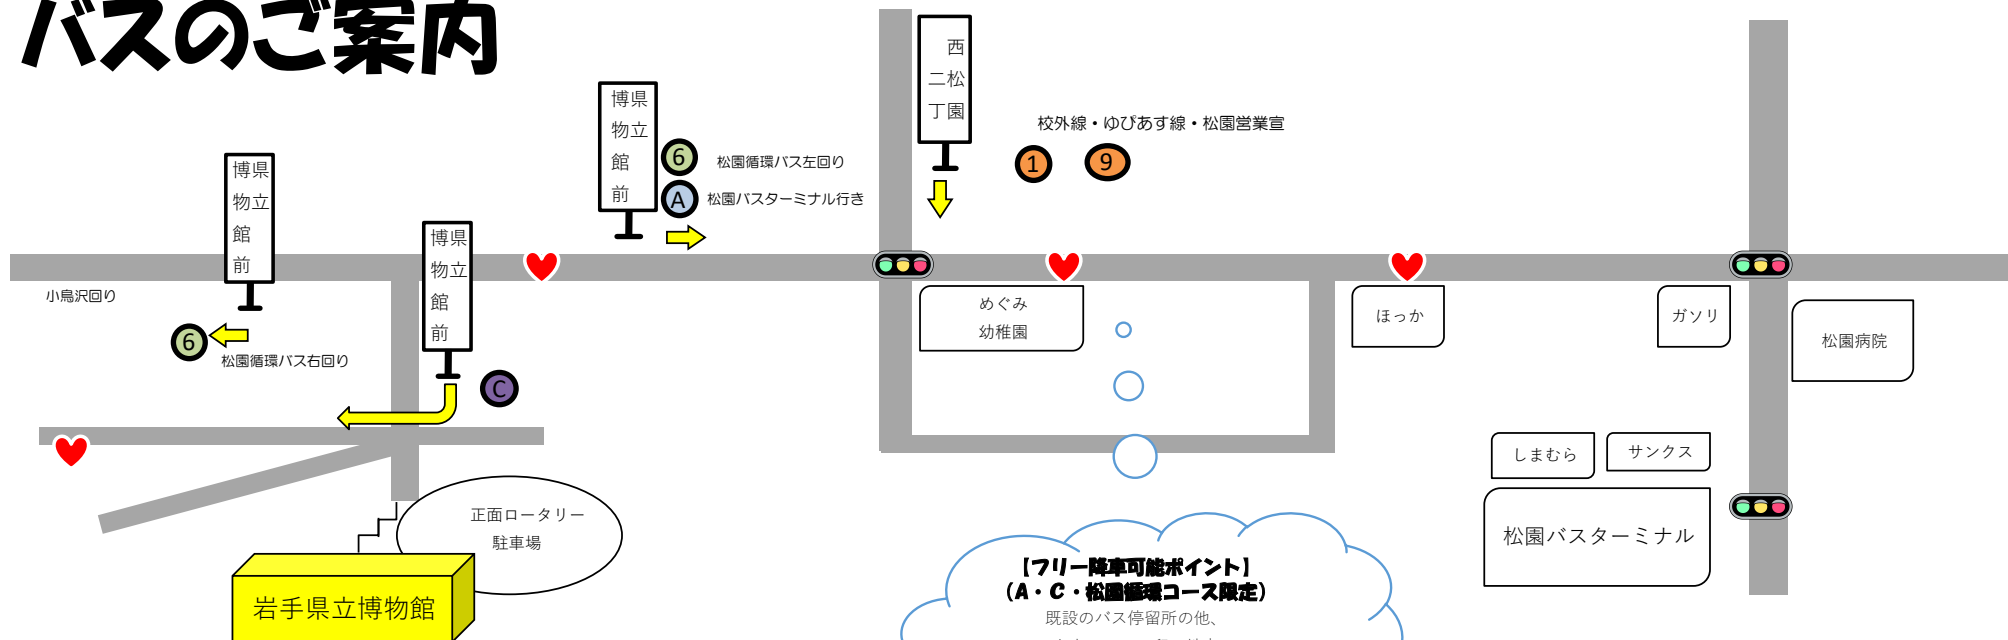 バスのご案内
西松園二丁
県立博物館前
6
松園循環バス左回り
A
松園バスターミナル行き
校外線・ゆぴあす線・松園営業宣
1
9
県立博物館前
県立博物館前
小鳥沢回り
6
松園循環バス右回り
C
めぐみ
幼稚園
ほっか
ガソリ
松園病院
しまむら
サンクス
松園バスターミナル
正面ロータリー
駐車場
岩手県立博物館
【フリー降車可能ポイント】
（A・C・松園循環コース限定）
既設のバス停留所の他、